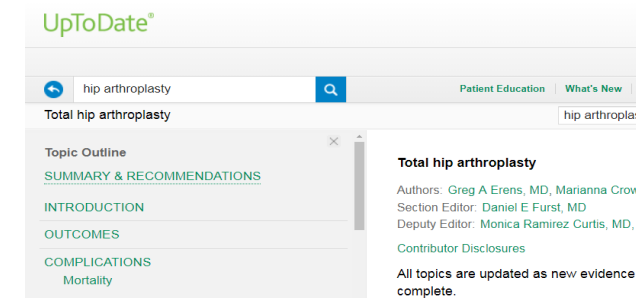 UpToDate®
hip arthroplasty
Patient Education What's New
Total hip arthroplasty
hip arthroplas
Topic Outline
SUMMARY & RECOMMENDATIONS
INTRODUCTION
OUTCOMES
COMPLICATIONS
Mortality
Total hip arthroplasty
Authors: Greg A Erens, MD, Marianna Crow
Section Editor: Daniel E Furst, MD
Deputy Editor: Monica Ramirez Curtis, MD,
Contributor Disclosures
All topics are updated as new evidence
complete.